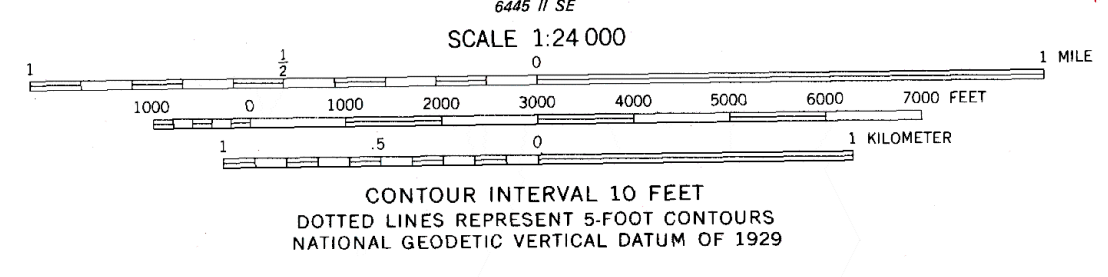 6445 II SE
SCALE 1:24 000
1 1/2 0 1 MILE
1000 0 1000 2000 3000 4000 5000 6000 7000 FEET
1 .5 0 1 KILOMETER
CONTOUR INTERVAL 10 FEET
DOTTED LINES REPRESENT 5-FOOT CONTOURS
NATIONAL GEODETIC VERTICAL DATUM OF 1929